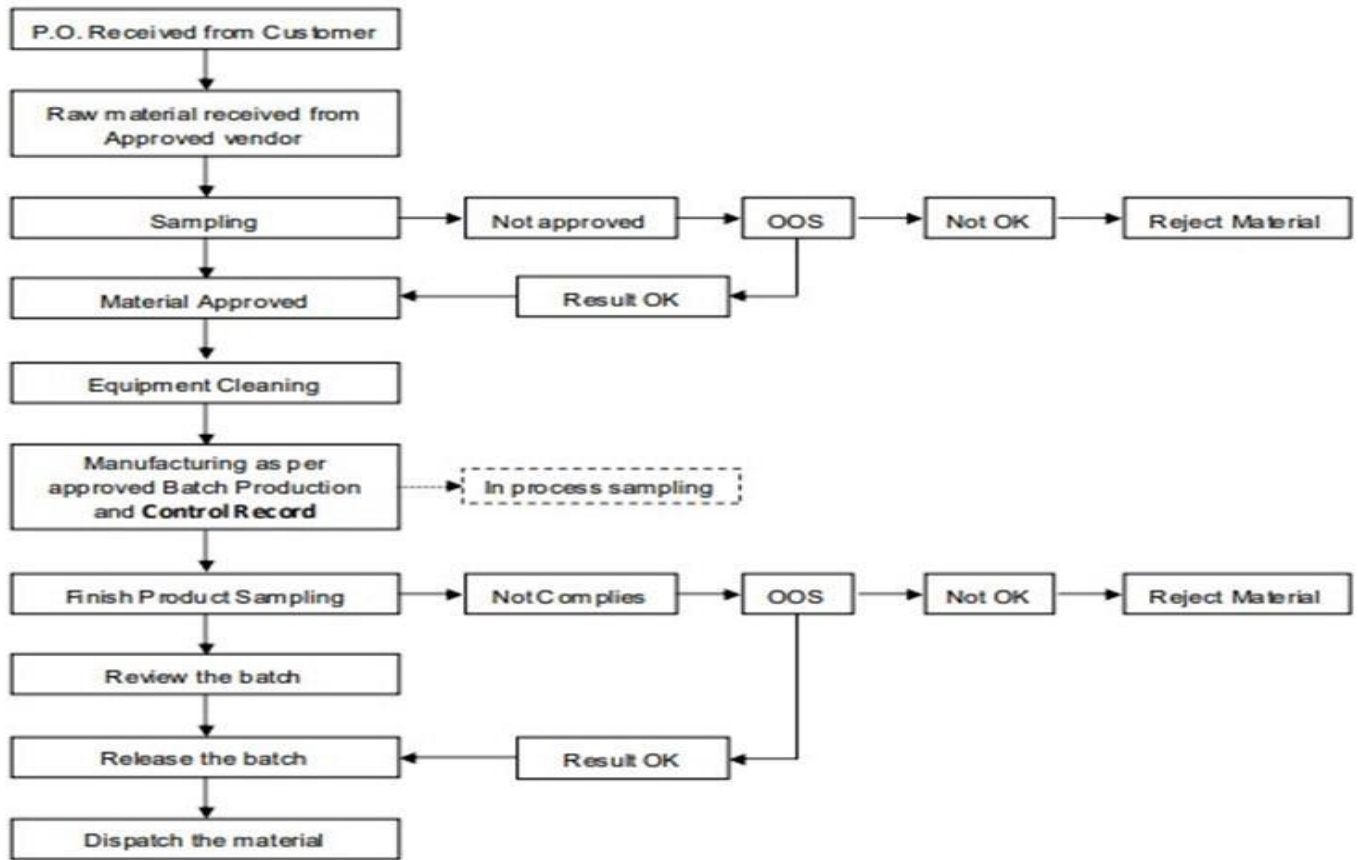 P.O. Received from Customer
Raw material received from
Approved vendor
Sampling
Not approved
OOS
Not OK
Reject Material
Material Approved
Result OK
Equipment Cleaning
Manufacturing as per
approved Batch Production
and Control Record
In process sampling
Finish Product Sampling
Not Complies
OOS
Not OK
Reject Material
Review the batch
Release the batch
Result OK
Dispatch the material